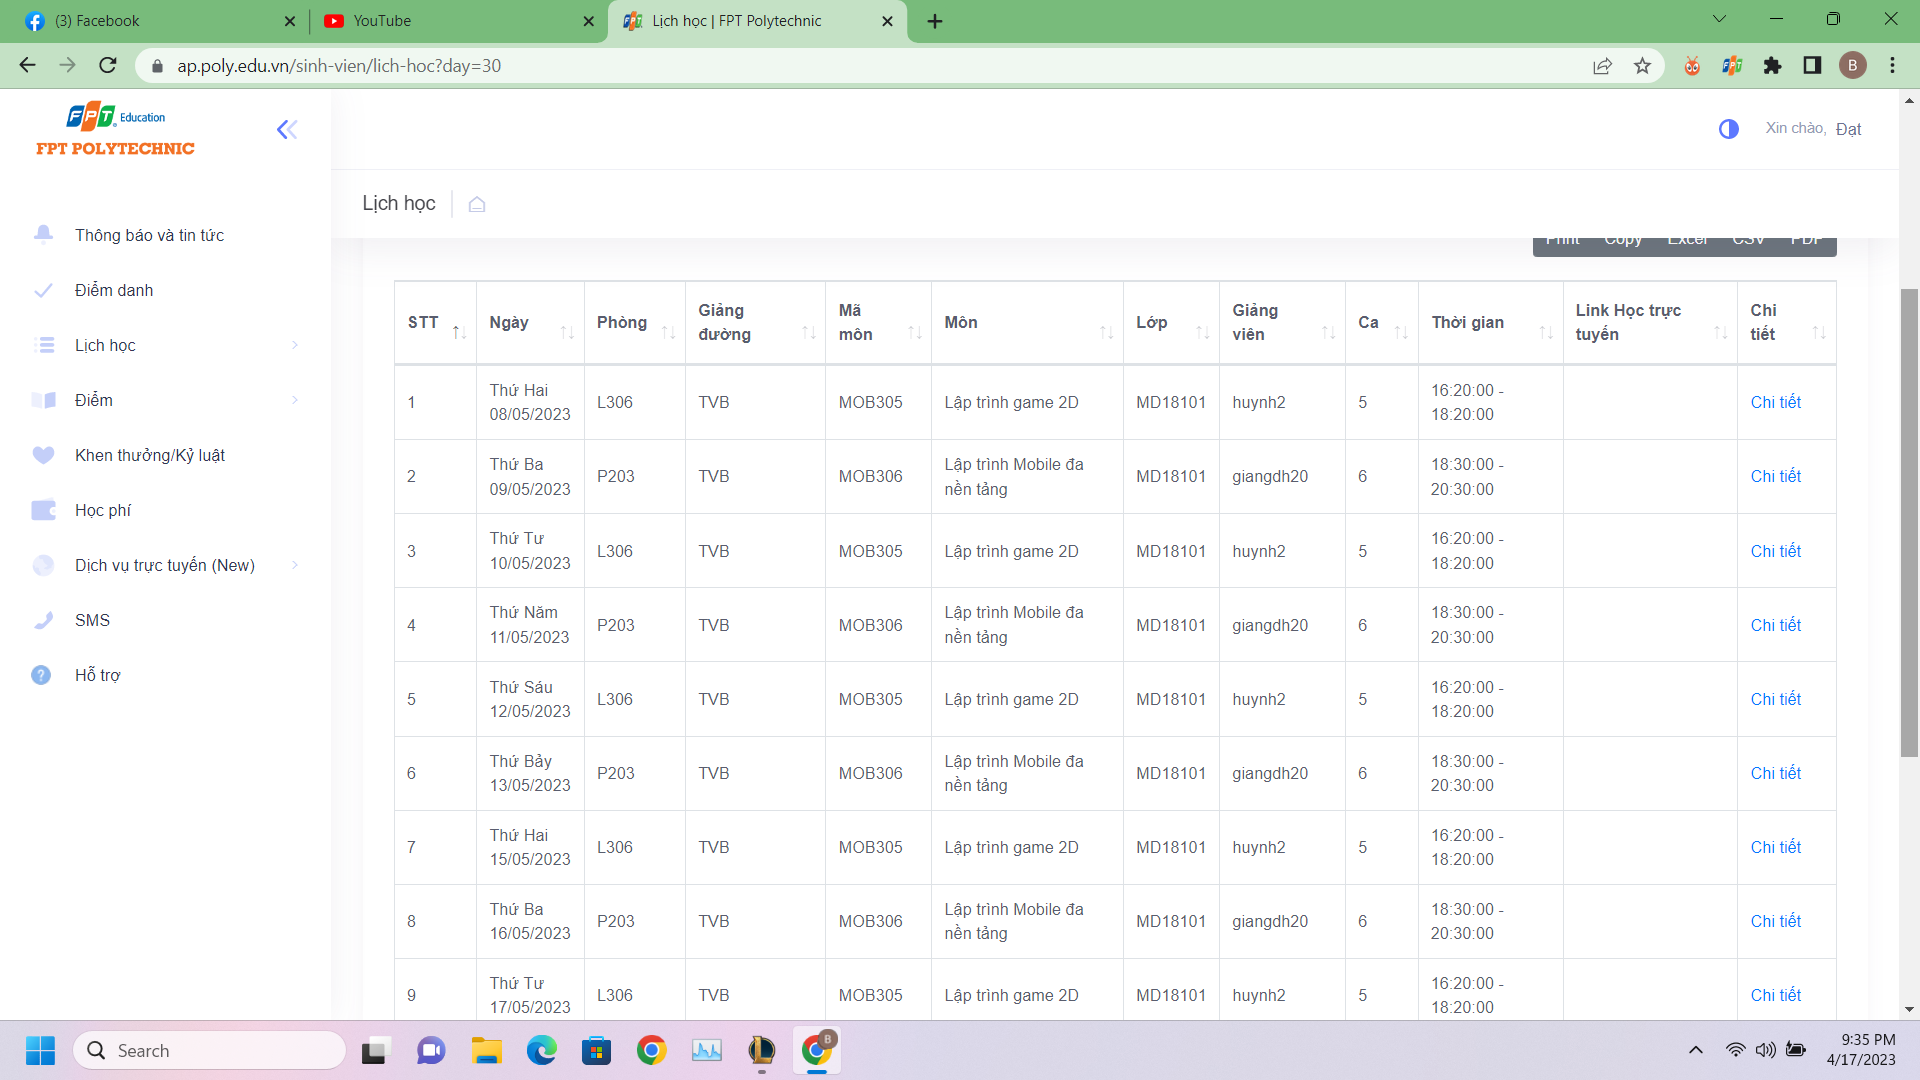 (3) Facebook
YouTube
Lịch học | FPT Polytechnic
ap.poly.edu.vn/sinh-vien/lich-hoc?day=30
B
FPT Education
FPT POLYTECHNIC
Xin chào, Đạt
Lịch học
Thông báo và tin tức
Điểm danh
Lịch học
Điểm
Khen thưởng/Kỷ luật
Học phí
Dịch vụ trực tuyến (New)
SMS
Hỗ trợ
Print Copy Excel CSV PDF
STT Ngày Phòng Giảng đường Mã môn Môn Lớp Giảng viên Ca Thời gian Link Học trực tuyến Chi tiết
1 Thứ Hai 08/05/2023 L306 TVB MOB305 Lập trình game 2D MD18101 huynh2 5 16:20:00 - 18:20:00 Chi tiết
2 Thứ Ba 09/05/2023 P203 TVB MOB306 Lập trình Mobile đa nền tảng MD18101 giangdh20 6 18:30:00 - 20:30:00 Chi tiết
3 Thứ Tư 10/05/2023 L306 TVB MOB305 Lập trình game 2D MD18101 huynh2 5 16:20:00 - 18:20:00 Chi tiết
4 Thứ Năm 11/05/2023 P203 TVB MOB306 Lập trình Mobile đa nền tảng MD18101 giangdh20 6 18:30:00 - 20:30:00 Chi tiết
5 Thứ Sáu 12/05/2023 L306 TVB MOB305 Lập trình game 2D MD18101 huynh2 5 16:20:00 - 18:20:00 Chi tiết
6 Thứ Bảy 13/05/2023 P203 TVB MOB306 Lập trình Mobile đa nền tảng MD18101 giangdh20 6 18:30:00 - 20:30:00 Chi tiết
7 Thứ Hai 15/05/2023 L306 TVB MOB305 Lập trình game 2D MD18101 huynh2 5 16:20:00 - 18:20:00 Chi tiết
8 Thứ Ba 16/05/2023 P203 TVB MOB306 Lập trình Mobile đa nền tảng MD18101 giangdh20 6 18:30:00 - 20:30:00 Chi tiết
9 Thứ Tư 17/05/2023 L306 TVB MOB305 Lập trình game 2D MD18101 huynh2 5 16:20:00 - 18:20:00 Chi tiết
Search
B
9:35 PM
4/17/2023